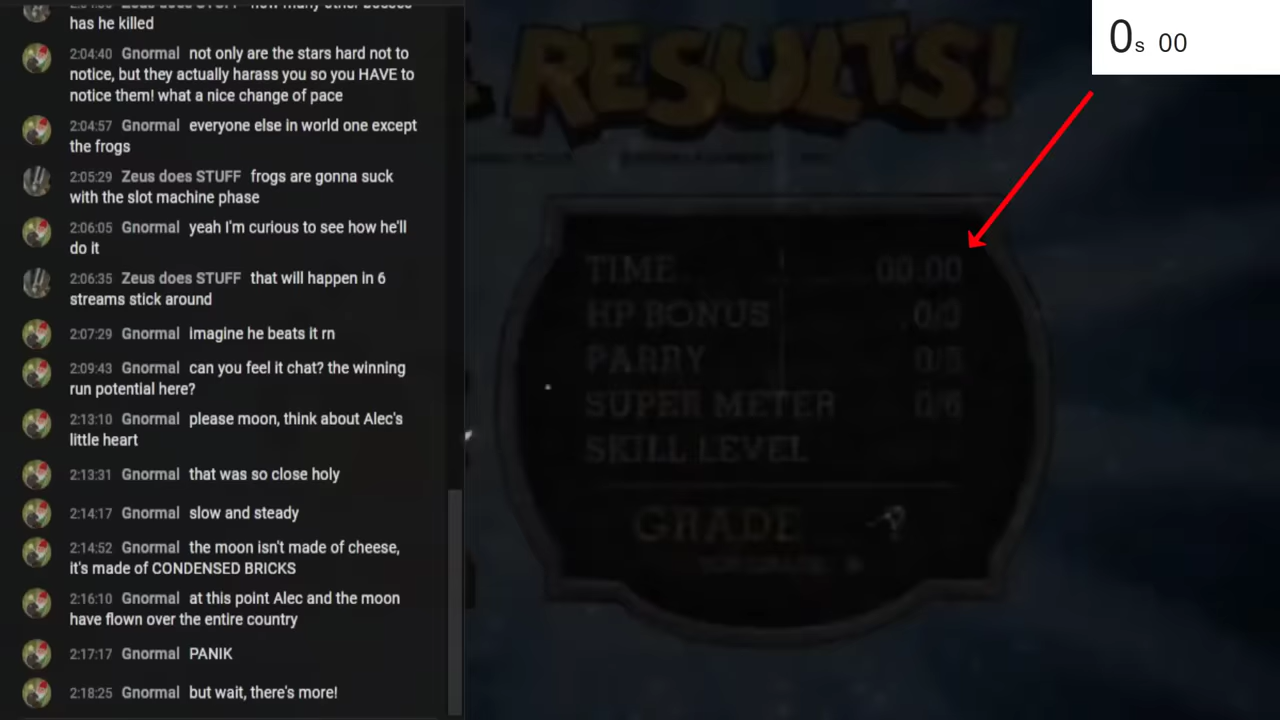 has he killed
2:04:40 Gnormal not only are the stars hard not to
notice, but they actually harass you so you HAVE to
notice them! what a nice change of pace
2:04:57 Gnormal everyone else in world one except
the frogs
2:05:29 Zeus does STUFF frogs are gonna suck
with the slot machine phase
2:06:05 Gnormal yeah I'm curious to see how he'll
do it
2:06:35 Zeus does STUFF that will happen in 6
streams stick around
2:07:29 Gnormal imagine he beats it rn
2:09:43 Gnormal can you feel it chat? the winning
run potential here?
2:13:10 Gnormal please moon, think about Alec's
little heart
2:13:31 Gnormal that was so close holy
2:14:17 Gnormal slow and steady
2:14:52 Gnormal the moon isn't made of cheese,
it's made of CONDENSED BRICKS
2:16:10 Gnormal at this point Alec and the moon
have flown over the entire country
2:17:17 Gnormal PANIK
2:18:25 Gnormal but wait, there's more!
RESULTS!
0s 00
TIME 00.00
HP BONUS 0/3
PARRY
SUPER METER 0/6
SKILL LEVEL
GRADE ?